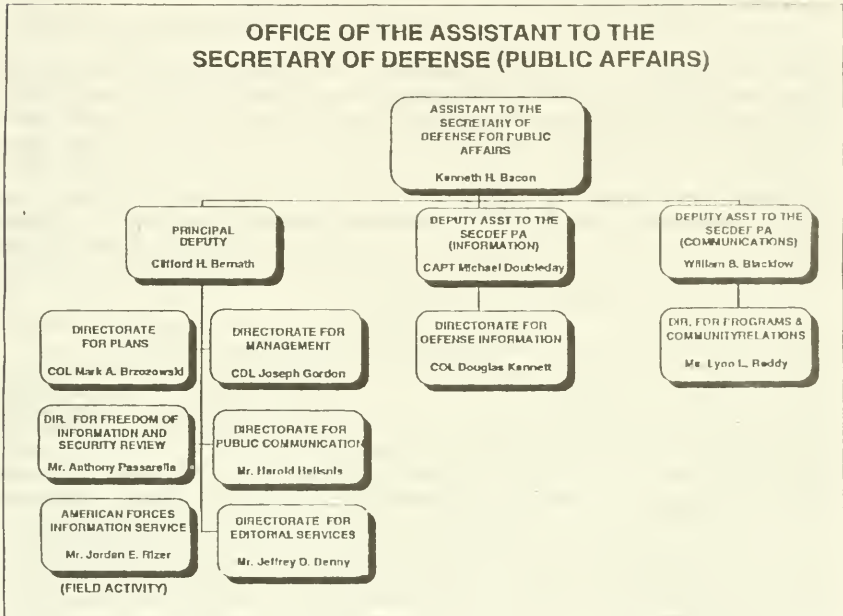 OFFICE OF THE ASSISTANT TO THE
SECRETARY OF DEFENSE (PUBLIC AFFAIRS)
ASSISTANT TO THE
SECRETARY OF
DEFENSE FOR PUBLIC
AFFAIRS
Kenneth H. Bacon
PRINCIPAL
DEPUTY
Clifford H. Bernath
DEPUTY ASST TO THE
SECDEF PA
(INFORMATION)
CAPT Michael Doubleday
DEPUTY ASST TO THE
SECDEF PA
(COMMUNICATIONS)
William B. Blacklow
DIRECTORATE
FOR PLANS
COL Mark A. Brzozowski
DIRECTORATE FOR
MANAGEMENT
COL Joseph Gordon
DIRECTORATE FOR
DEFENSE INFORMATION
COL Douglas Kennett
DIR. FOR PROGRAMS &
COMMUNITYRELATIONS
Ms. Lynn L. Reddy
DIR. FOR FREEDOM OF
INFORMATION AND
SECURITY REVIEW
Mr. Anthony Passarella
DIRECTORATE FOR
PUBLIC COMMUNICATION
Mr. Harold Heilsnis
AMERICAN FORCES
INFORMATION SERVICE
Mr. Jordan E. Rizer
(FIELD ACTIVITY)
DIRECTORATE FOR
EDITORIAL SERVICES
Mr. Jeffrey D. Denny